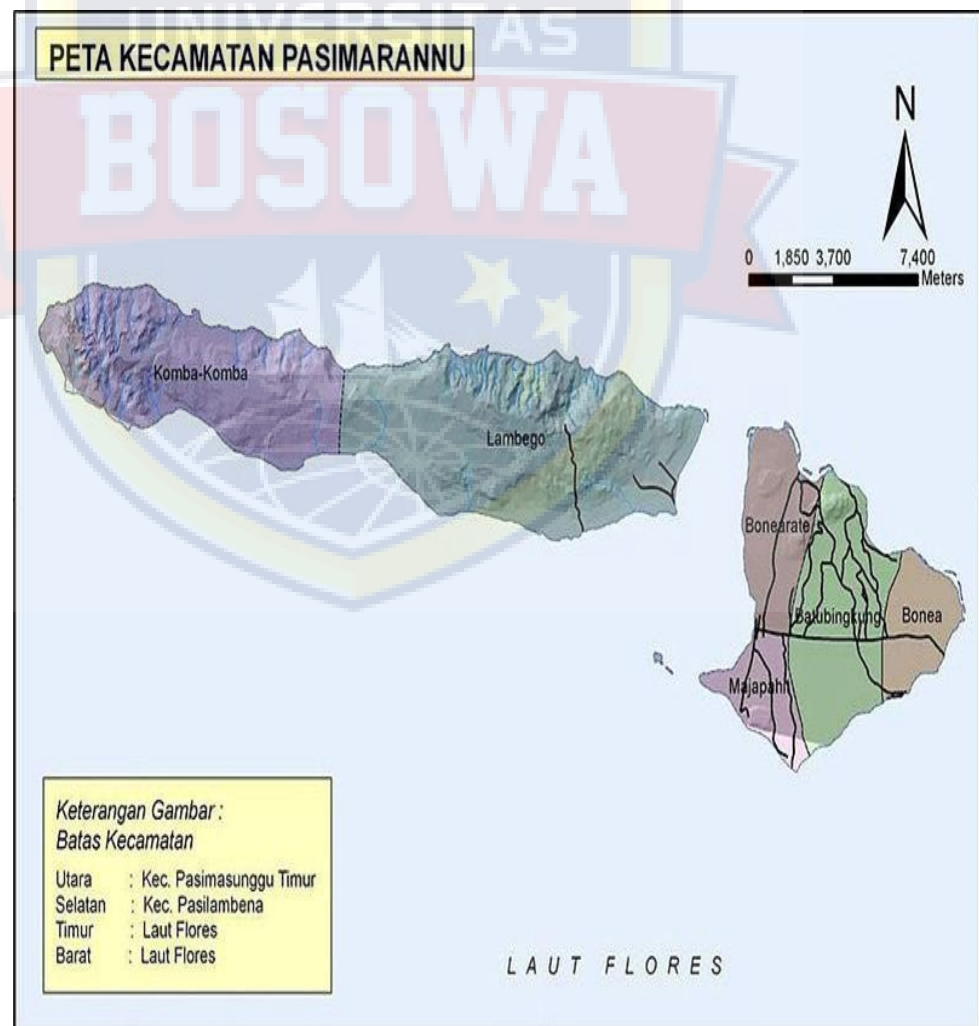 UNIVERSITAS
PETA KECAMATAN PASIMARANNU
BOSOWA
N
0 1,850 3,700 7,400
Meters
Komba-Komba
Lambego
Bonearate
Batubingkung
Bonea
Majapahit
Keterangan Gambar :
Batas Kecamatan
Utara : Kec. Pasimasunggu Timur
Selatan : Kec. Pasilambena
Timur : Laut Flores
Barat : Laut Flores
LAUT FLORES